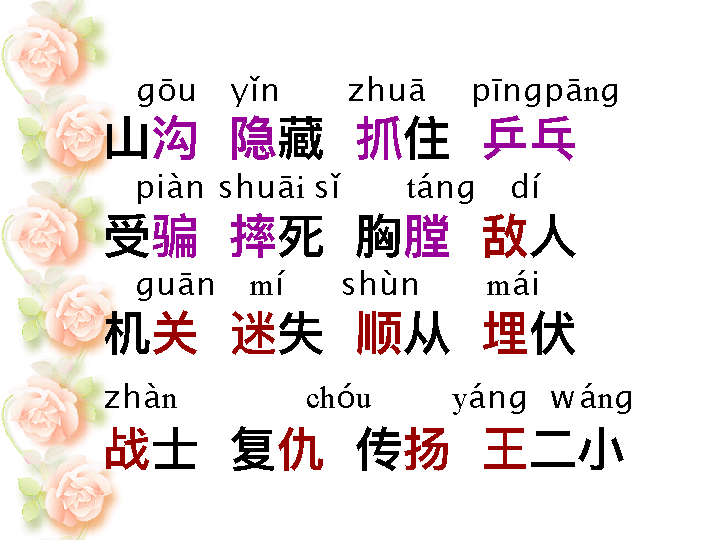 gōu yǐn zhuā pīngpāng
山沟 隐藏 抓住 乒乓
piàn shuāi sǐ táng dí
受骗 摔死 胸膛 敌人
guān mí shùn mái
机关 迷失 顺从 埋伏
zhàn chóu yáng wáng
战士 复仇 传扬 王二小